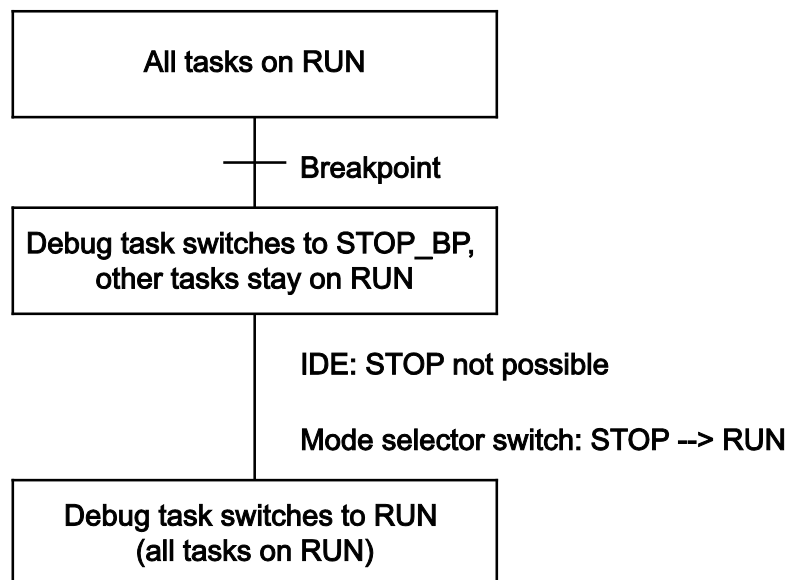 All tasks on RUN
Breakpoint
Debug task switches to STOP_BP,
other tasks stay on RUN
IDE: STOP not possible
Mode selector switch: STOP --> RUN
Debug task switches to RUN
(all tasks on RUN)